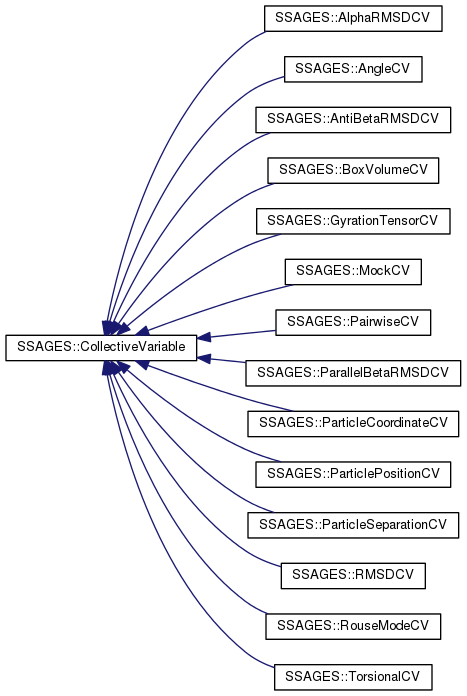 SSAGES::AlphaRMSDCV
SSAGES::AngleCV
SSAGES::AntiBetaRMSDCV
SSAGES::BoxVolumeCV
SSAGES::GyrationTensorCV
SSAGES::MockCV
SSAGES::PairwiseCV
SSAGES::CollectiveVariable
SSAGES::ParallelBetaRMSDCV
SSAGES::ParticleCoordinateCV
SSAGES::ParticlePositionCV
SSAGES::ParticleSeparationCV
SSAGES::RMSDCV
SSAGES::RouseModeCV
SSAGES::TorsionalCV